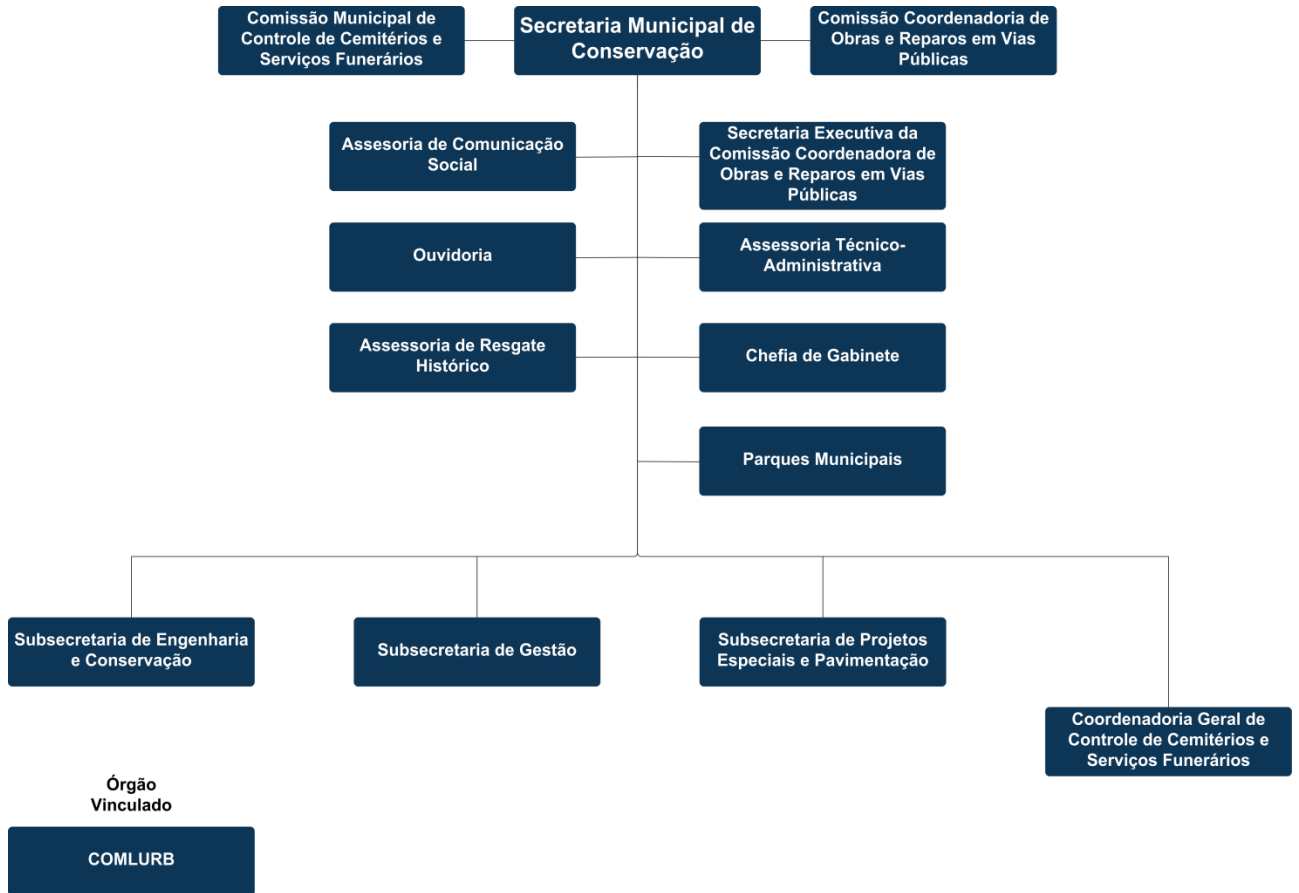 Comissão Municipal de
Controle de Cemitérios e
Serviços Funerários
Secretaria Municipal de
Conservação
Comissão Coordenadoria de
Obras e Reparos em Vias
Públicas
Assesoria de Comunicação
Social
Secretaria Executiva da
Comissão Coordenadora de
Obras e Reparos em Vias
Públicas
Ouvidoria
Assessoria Técnico-
Administrativa
Assessoria de Resgate
Histórico
Chefia de Gabinete
Parques Municipais
Subsecretaria de Engenharia
e Conservação
Subsecretaria de Gestão
Subsecretaria de Projetos
Especiais e Pavimentação
Coordenadoria Geral de
Controle de Cemitérios e
Serviços Funerários
Órgão
Vinculado
COMLURB